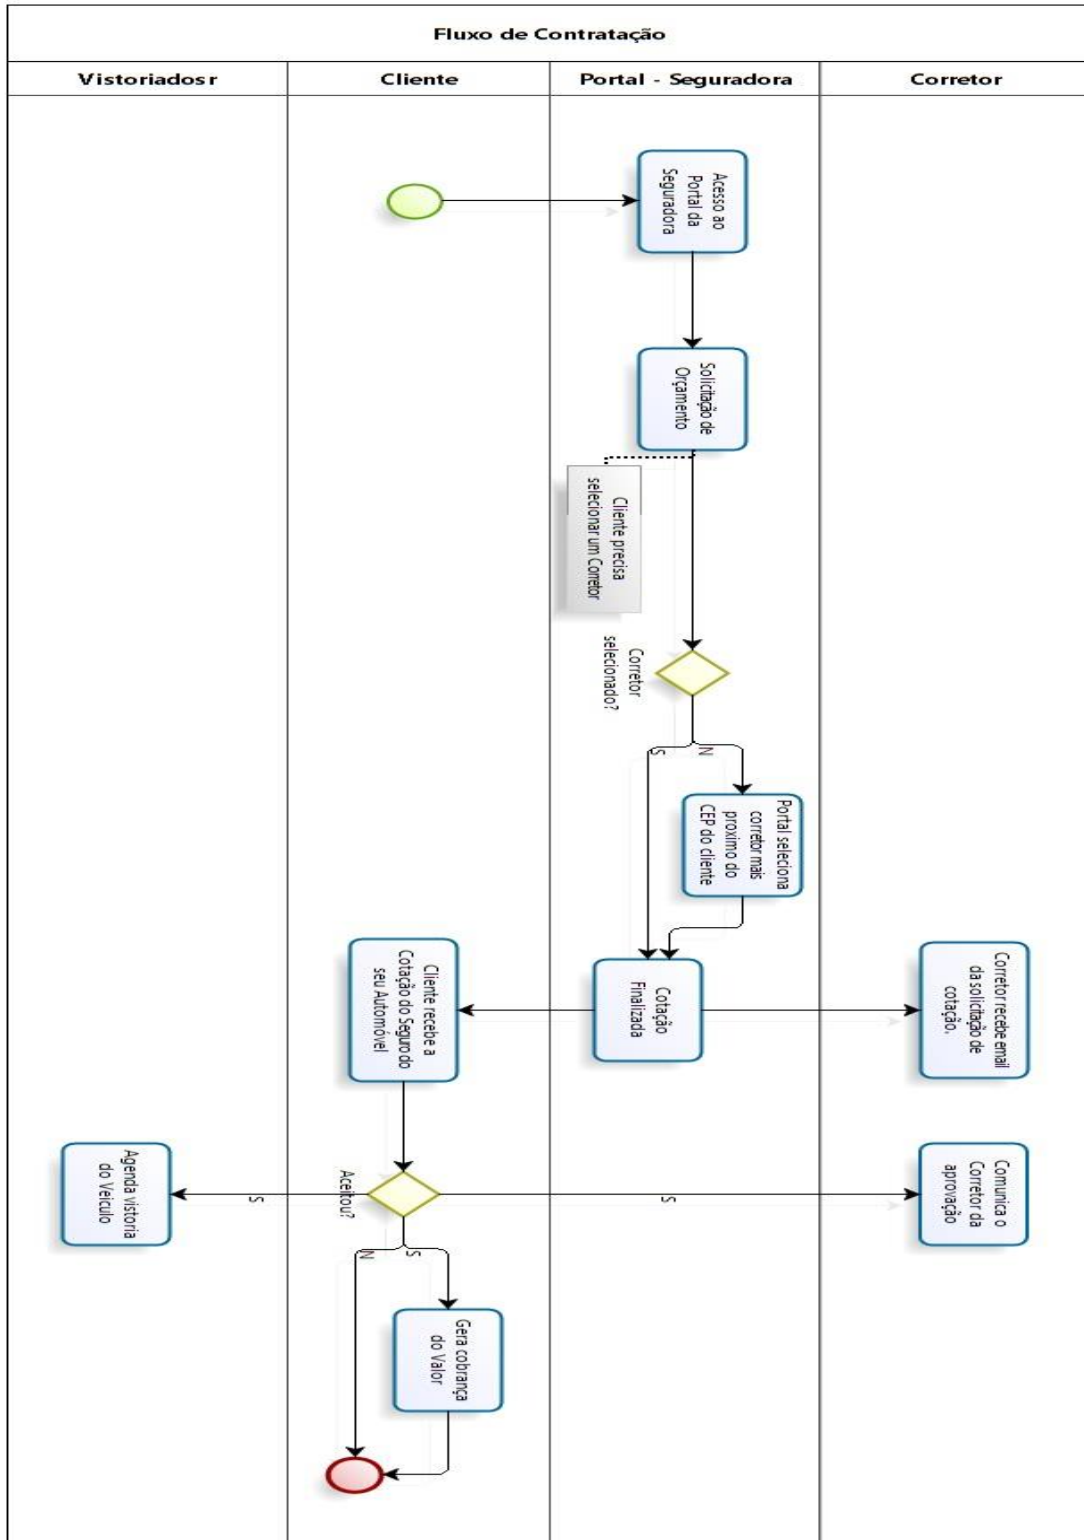 Fluxo de Contratação
Vistoriadosr
Cliente
Portal - Seguradora
Corretor
Acesso ao
Portal da
Seguradora
Solicitação de
Orçamento
Cliente precisa
selecionar um Corretor
Corretor
selecionado?
N
S
Portal seleciona
corretor mais
proximo do
CEP do cliente
Cotação
Finalizada
Corretor recebe email
da solicitação de
cotação.
Cliente recebe a
Cotação do Seguro do
seu Automóvel
Aceitou?
S
Comunica o
Corretor da
aprovação
S
Agenda vistoria
do Veiculo
S
N
Gera cobrança
do Valor